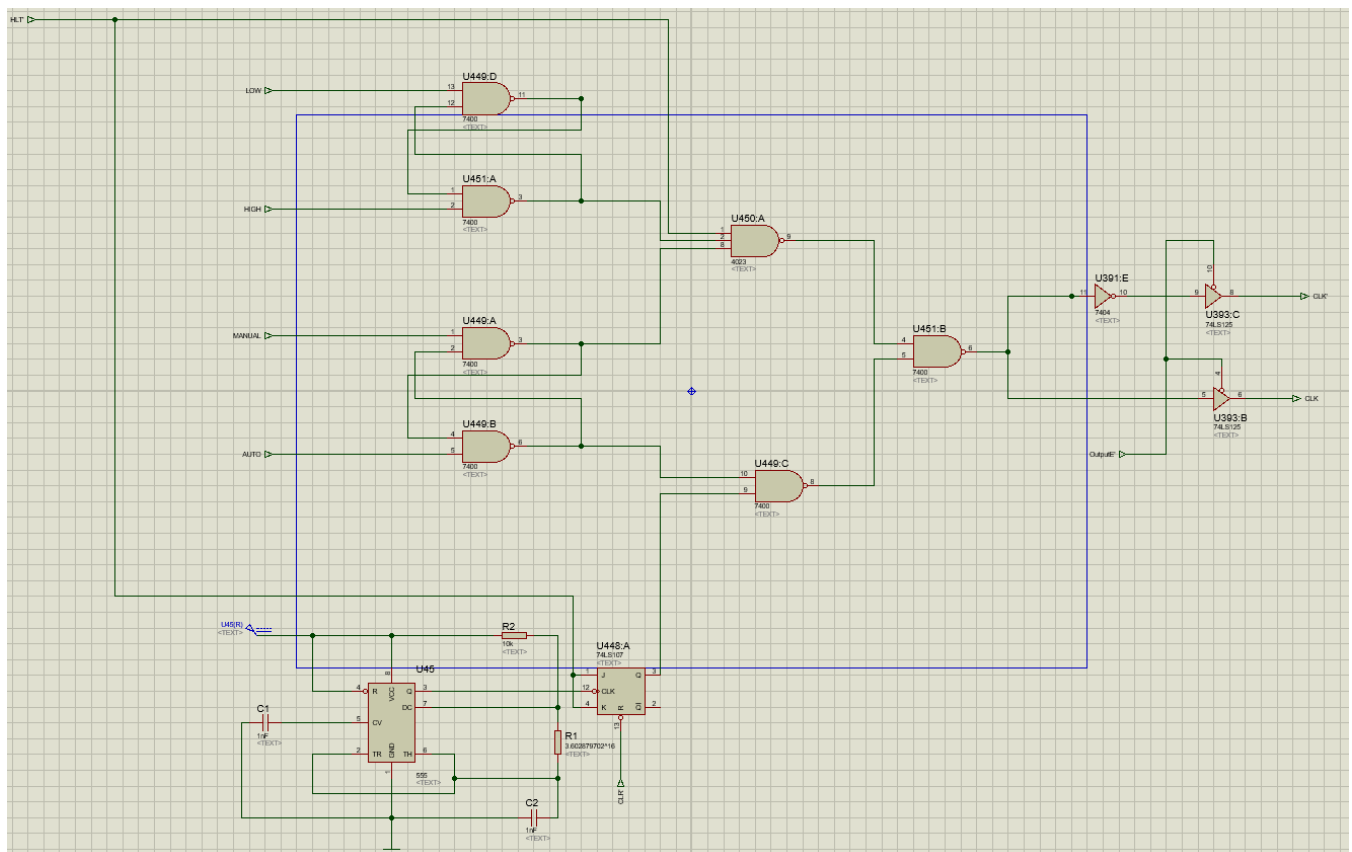 HLT'
U449:D
LOW
13
12
11
7400
<TEXT>
U451:A
1
2
3
HIGH
7400
<TEXT>
U450:A
1
2
8
9
4023
<TEXT>
U391:E
11
10
7404
<TEXT>
10
9
8
CLK'
U393:C
74LS125
<TEXT>
U449:A
MANUAL
1
2
3
7400
<TEXT>
U451:B
4
5
6
7400
<TEXT>
4
5
6
CLK
U393:B
74LS125
<TEXT>
U449:B
4
5
6
AUTO
7400
<TEXT>
OutputE'
U449:C
10
9
8
7400
<TEXT>
U45(R)
<TEXT>
R2
10k
<TEXT>
U448:A
74LS107
<TEXT>
U45
8
4
R
VCC
Q
3
DC
7
5
CV
2
TR
GND
TH
6
1
555
<TEXT>
1
J
Q
3
12
CLK
4
K
R
Q
2
13
CLR'
C1
1nF
<TEXT>
R1
3.602879702*16
<TEXT>
C2
1nF
<TEXT>